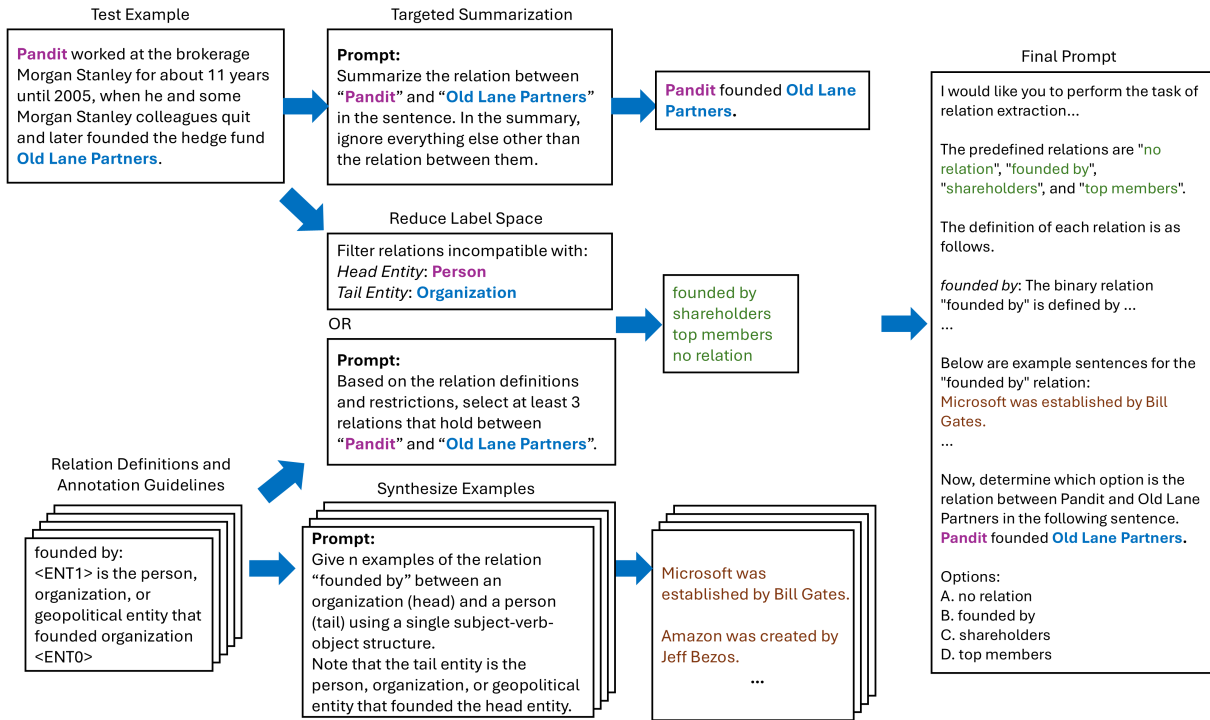 Test Example
Pandit worked at the brokerage
Morgan Stanley for about 11 years
until 2005, when he and some
Morgan Stanley colleagues quit
and later founded the hedge fund
Old Lane Partners.
Targeted Summarization
Prompt:
Summarize the relation between
“Pandit” and “Old Lane Partners”
in the sentence. In the summary,
ignore everything else other than
the relation between them.
Pandit founded Old Lane
Partners.
Reduce Label Space
Filter relations incompatible with:
Head Entity: Person
Tail Entity: Organization
OR
Prompt:
Based on the relation definitions
and restrictions, select at least 3
relations that hold between
“Pandit” and “Old Lane Partners”.
founded by
shareholders
top members
no relation
Relation Definitions and
Annotation Guidelines
founded by:
<ENT1> is the person,
organization, or
geopolitical entity that
founded organization
<ENT0>
Synthesize Examples
Prompt:
Give n examples of the relation
“founded by” between an
organization (head) and a person
(tail) using a single subject-verb-
object structure.
Note that the tail entity is the
person, organization, or geopolitical
entity that founded the head entity.
Microsoft was
established by Bill Gates.
Amazon was created by
Jeff Bezos.
...
Final Prompt
I would like you to perform the task of
relation extraction...
The predefined relations are "no
relation", "founded by",
"shareholders", and "top members".
The definition of each relation is as
follows.
founded by: The binary relation
"founded by" is defined by ...
...
Below are example sentences for the
"founded by" relation:
Microsoft was established by Bill
Gates.
...
Now, determine which option is the
relation between Pandit and Old Lane
Partners in the following sentence.
Pandit founded Old Lane Partners.
Options:
A. no relation
B. founded by
C. shareholders
D. top members